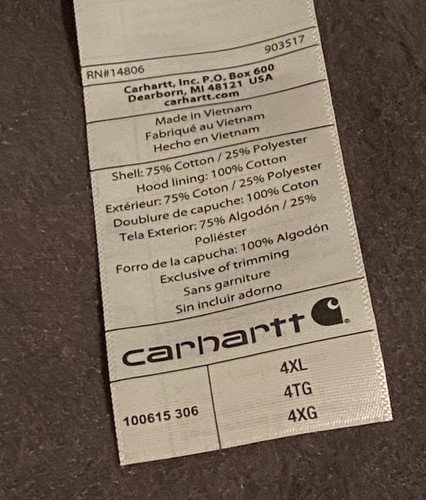 RN#14806 903517
Carhartt, Inc. P.O. Box 600
Dearborn, MI 48121 USA
carhartt.com
Made in Vietnam
Fabriqué au Vietnam
Hecho en Vietnam
Shell: 75% Cotton / 25% Polyester
Hood lining: 100% Cotton
Extérieur: 75% Coton / 25% Polyester
Doublure de capuche: 100% Coton
Tela Exterior: 75% Algodón / 25%
Poliéster
Forro de la capucha: 100% Algodón
Exclusive of trimming
Sans garniture
Sin incluir adorno
carhartt
100615 306
4XL
4TG
4XG